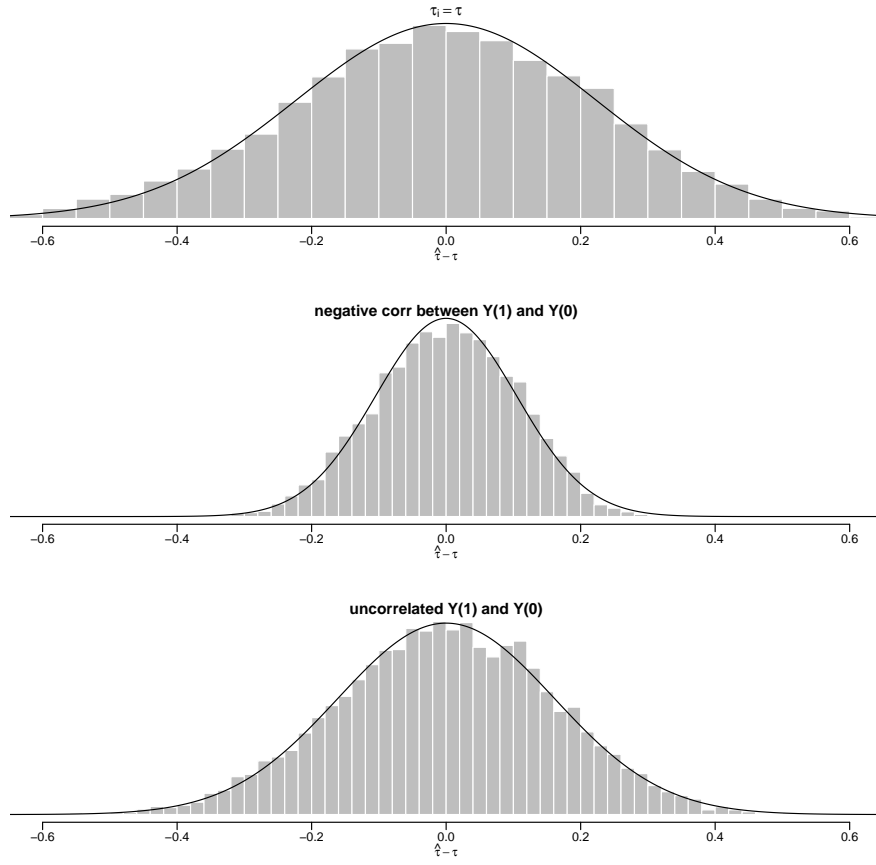 τᵢ = τ
−0.6 −0.4 −0.2 0.0 0.2 0.4 0.6
τ̂ − τ
negative corr between Y(1) and Y(0)
−0.6 −0.4 −0.2 0.0 0.2 0.4 0.6
τ̂ − τ
uncorrelated Y(1) and Y(0)
−0.6 −0.4 −0.2 0.0 0.2 0.4 0.6
τ̂ − τ